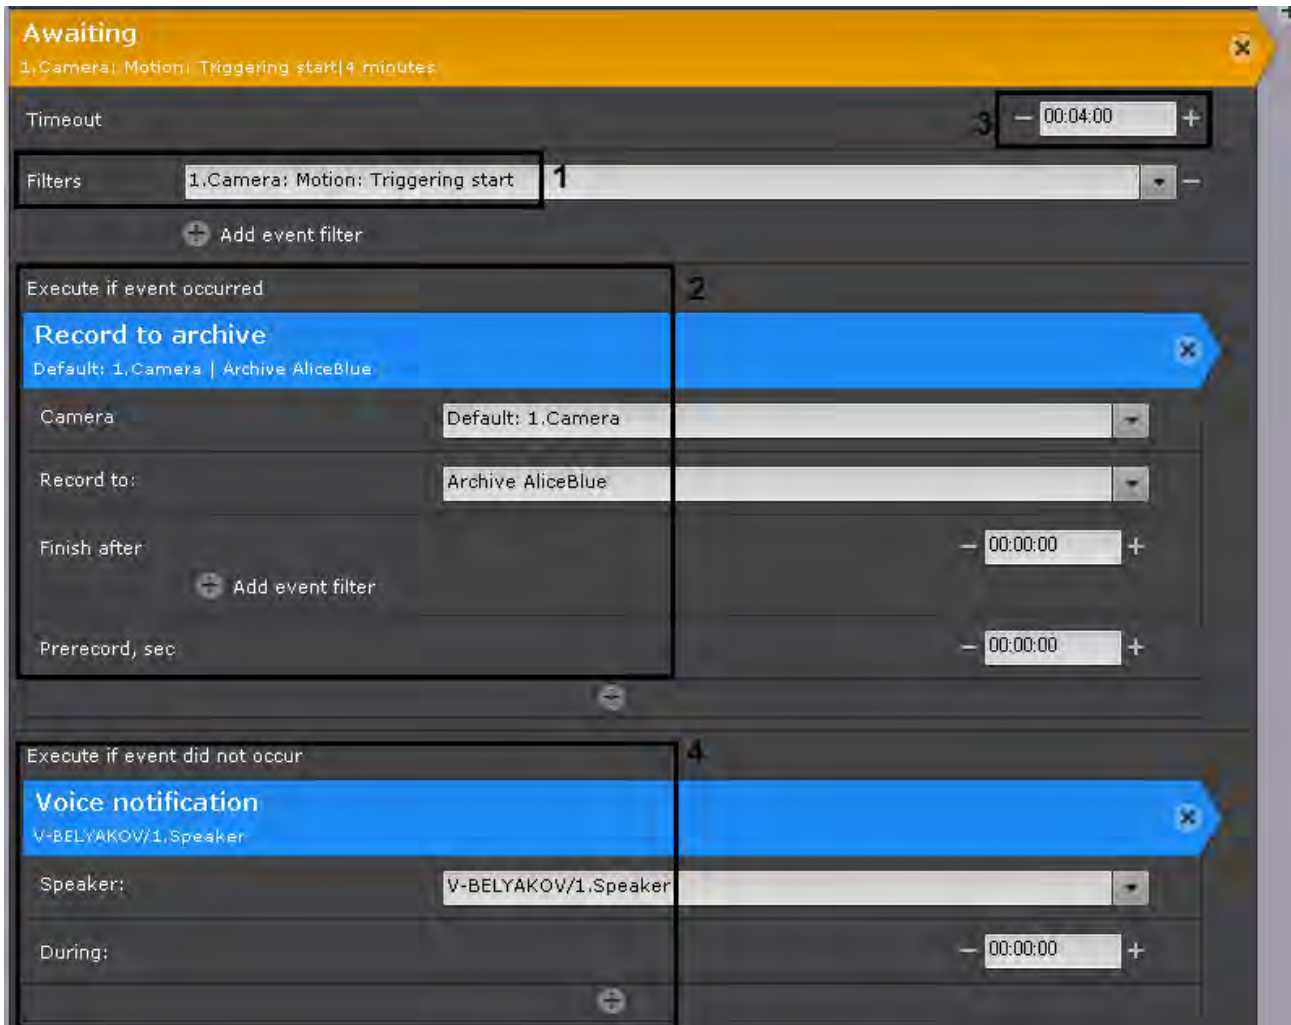 Awaiting
1.Camera: Motion: Triggering start|4 minutes
Timeout
3
00:04:00
Filters
1.Camera: Motion: Triggering start
1
Add event filter
Execute if event occurred
2
Record to archive
Default: 1.Camera | Archive AliceBlue
Camera
Default: 1.Camera
Record to:
Archive AliceBlue
Finish after
00:00:00
Add event filter
Prerecord, sec
00:00:00
Execute if event did not occur
4
Voice notification
V-BELYAKOV/1.Speaker
Speaker:
V-BELYAKOV/1.Speaker
During:
00:00:00